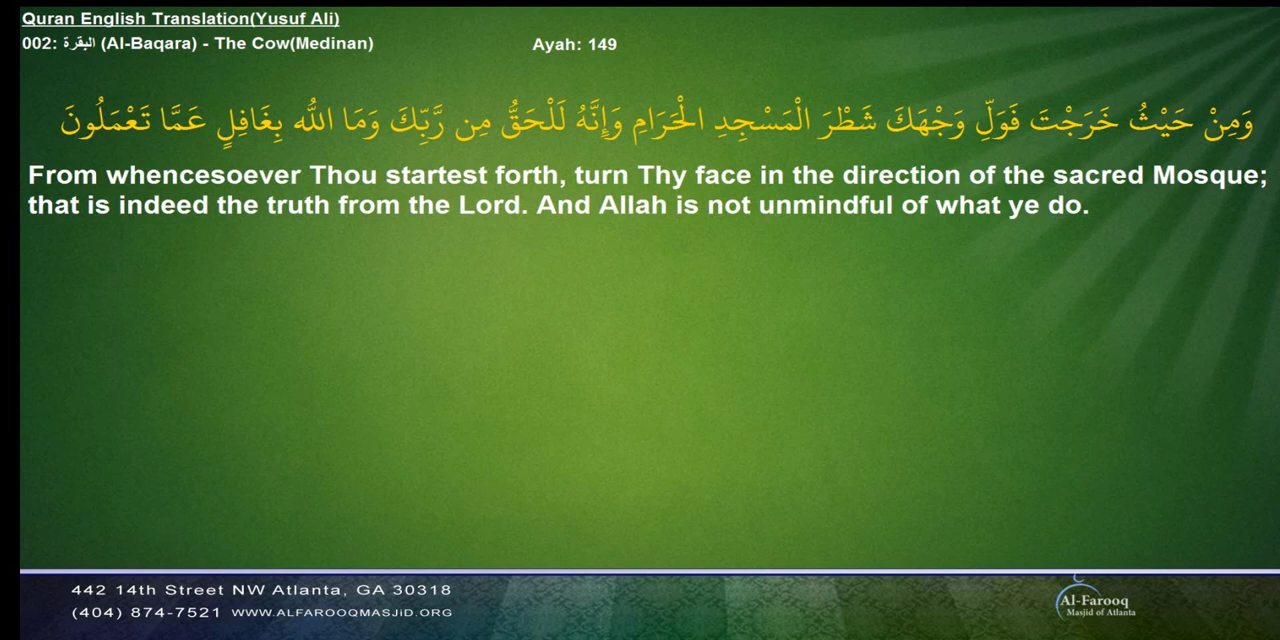 Quran English Translation(Yusuf Ali)
002: البقرة (Al-Baqara) - The Cow(Medinan)
Ayah: 149
وَمِنْ حَيْثُ خَرَجْتَ فَوَلِّ وَجْهَكَ شَطْرَ الْمَسْجِدِ الْحَرَامِ وَإِنَّهُ لَلْحَقُّ مِن رَّبِّكَ وَمَا اللّه بِغَافِلٍ عَمَّا تَعْمَلُونَ
From whencesoever Thou startest forth, turn Thy face in the direction of the sacred Mosque;
that is indeed the truth from the Lord. And Allah is not unmindful of what ye do.
442 14th Street NW Atlanta, GA 30318
(404) 874-7521 WWW.ALFAROOQMASJiD.ORG
Al-Farooq
Masjid of Atlanta